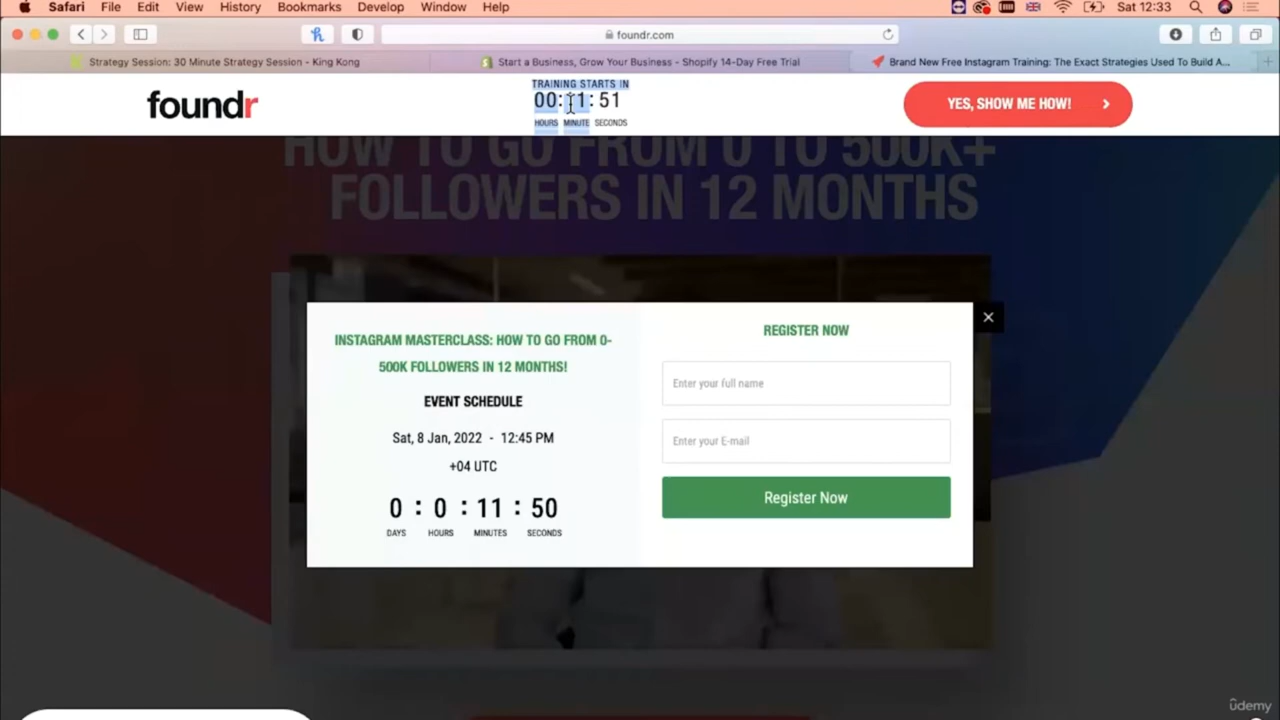 Safari File Edit View History Bookmarks Develop Window Help Sat 12:33
foundr.com
Strategy Session: 30 Minute Strategy Session - King Kong
Start a Business, Grow Your Business - Shopify 14-Day Free Trial
Brand New Free Instagram Training: The Exact Strategies Used To Build A...
foundr
TRAINING STARTS IN
00:11:51
HOURS MINUTE SECONDS
YES, SHOW ME HOW!
HOW TO GO FROM 0 TO 500K+
FOLLOWERS IN 12 MONTHS
INSTAGRAM MASTERCLASS: HOW TO GO FROM 0-
500K FOLLOWERS IN 12 MONTHS!
EVENT SCHEDULE
Sat, 8 Jan, 2022 - 12:45 PM
+04 UTC
0 : 0 : 11 : 50
DAYS HOURS MINUTES SECONDS
REGISTER NOW
Enter your full name
Enter your E-mail
Register Now
ûdemy